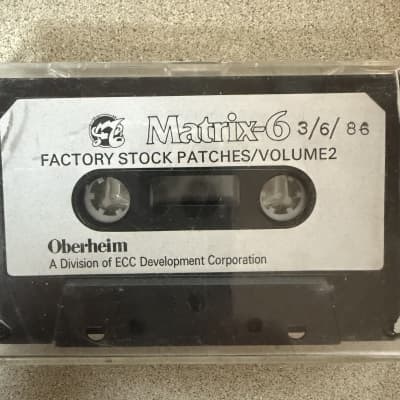 Matrix-6 3/6/86
FACTORY STOCK PATCHES/VOLUME2
Oberheim
A Division of ECC Development Corporation